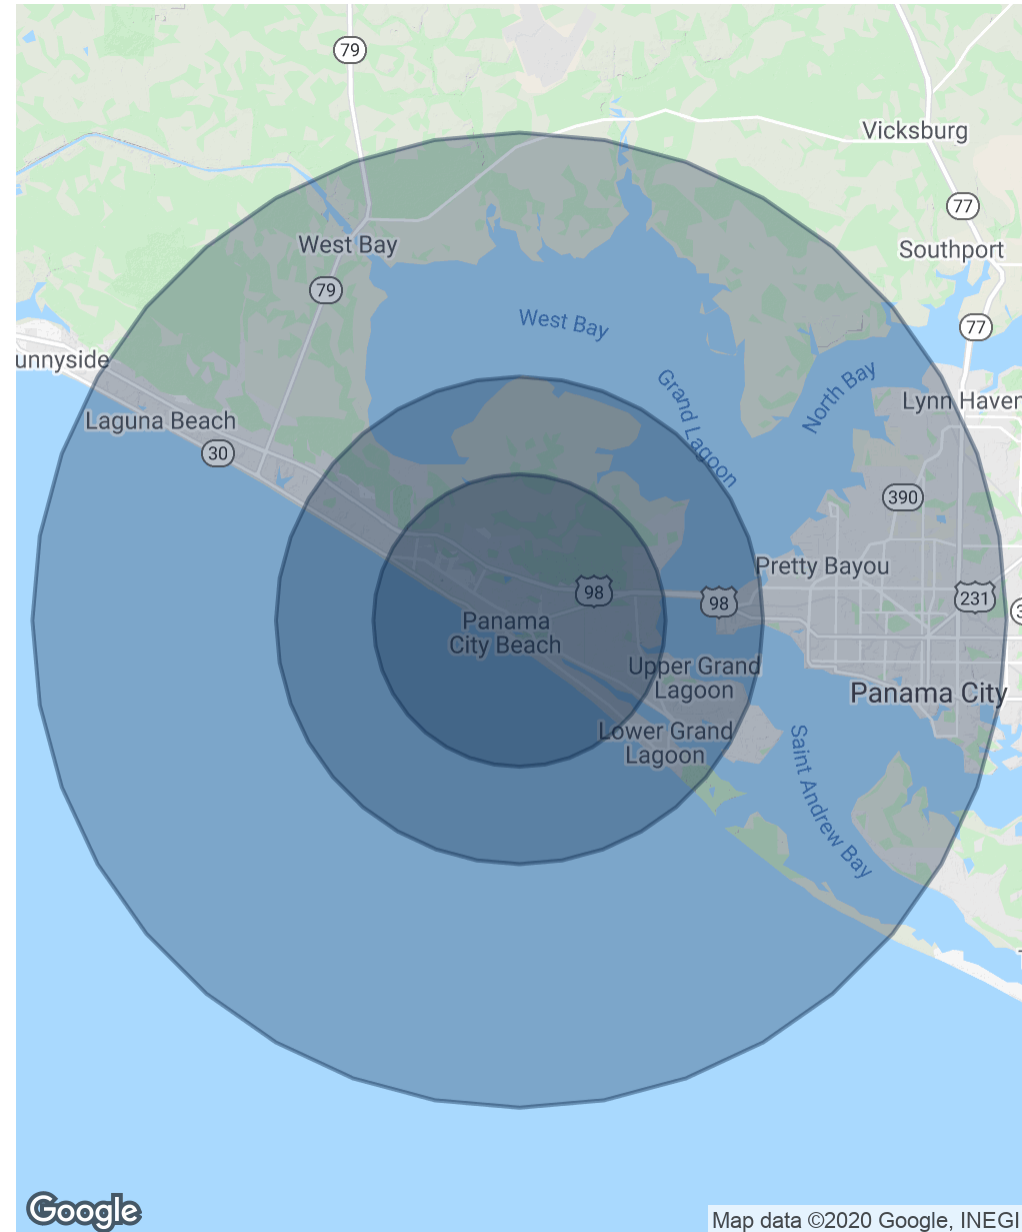 79
Vicksburg
77
West Bay
Southport
79
West Bay
77
unnyside
Grand Lagoon
North Bay
Lynn Haven
Laguna Beach
30
390
Pretty Bayou
98
98
231
Panama
City Beach
Upper Grand
Lagoon
Panama City
Lower Grand
Lagoon
Saint Andrew Bay
Google
Map data ©2020 Google, INEGI